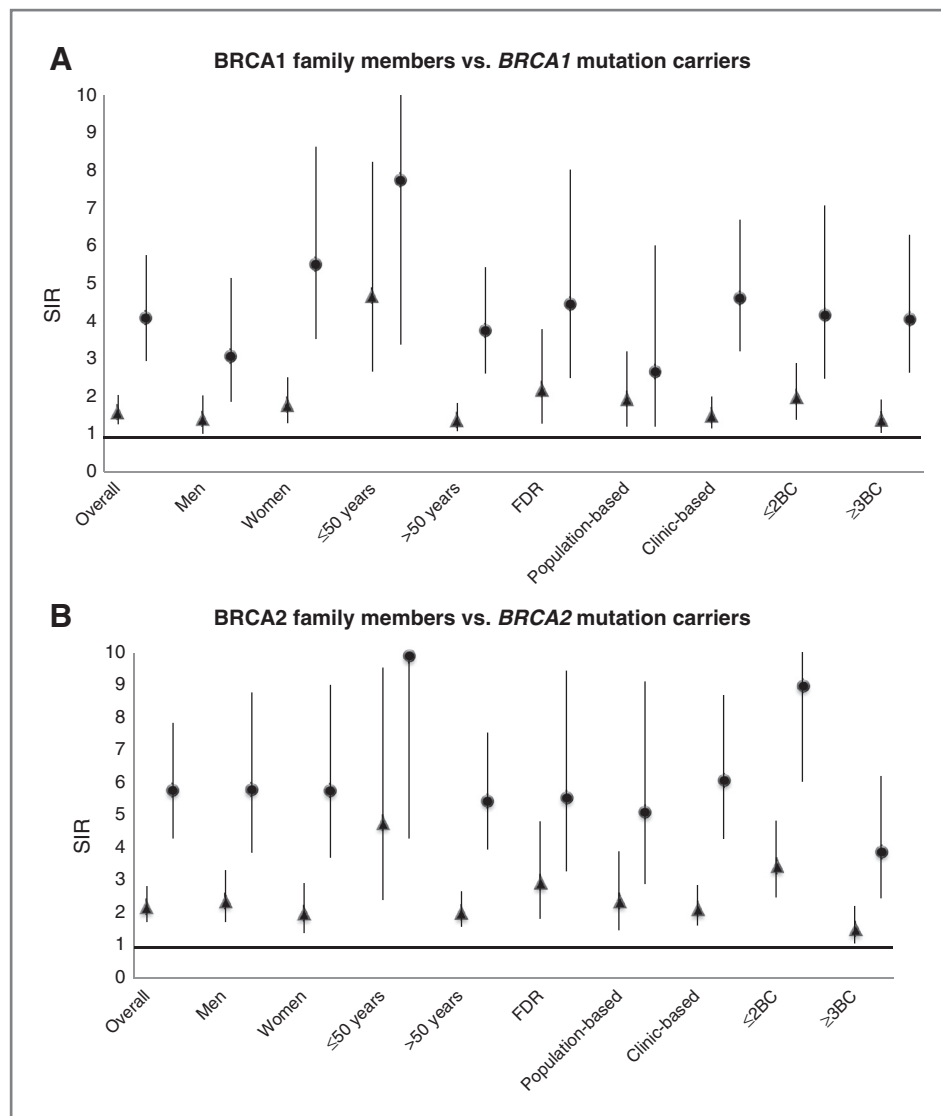 A
BRCA1 family members vs. BRCA1 mutation carriers
10
9
8
7
6
5
4
3
2
1
0
SIR
Overall
Men
Women
≤50 years
>50 years
FDR
Population-based
Clinic-based
≤2BC
≥3BC
B
BRCA2 family members vs. BRCA2 mutation carriers
10
9
8
7
6
5
4
3
2
1
0
SIR
Overall
Men
Women
≤50 years
>50 years
FDR
Population-based
Clinic-based
≤2BC
≥3BC